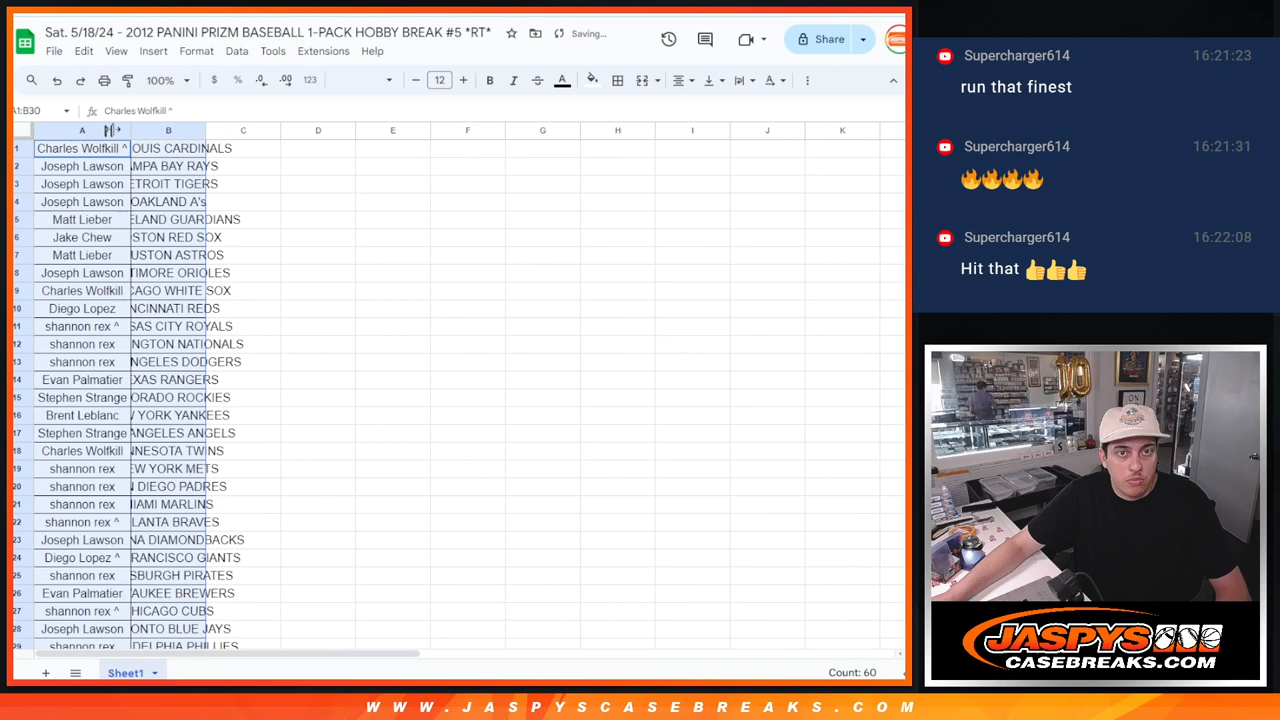 Sat. 5/18/24 - 2012 PANINI PRIZM BASEBALL 1-PACK HOBBY BREAK #5 *RT*
Saving...
File Edit View Insert Format Data Tools Extensions Help
Share
100% $ % .0 .00 123 12 B I A
A1:B30 fx Charles Wolfkill ^
A B C D E F G H I J K
1 Charles Wolfkill ^ OUIS CARDINALS
2 Joseph Lawson AMPA BAY RAYS
3 Joseph Lawson ETROIT TIGERS
4 Joseph Lawson OAKLAND A's
5 Matt Lieber ELAND GUARDIANS
6 Jake Chew STON RED SOX
7 Matt Lieber USTON ASTROS
8 Joseph Lawson TIMORE ORIOLES
9 Charles Wolfkill CAGO WHITE SOX
10 Diego Lopez NCINNATI REDS
11 shannon rex ^ SAS CITY ROYALS
12 shannon rex NGTON NATIONALS
13 shannon rex ANGELES DODGERS
14 Evan Palmatier EXAS RANGERS
15 Stephen Strange ORADO ROCKIES
16 Brent Leblanc YORK YANKEES
17 Stephen Strange ANGELES ANGELS
18 Charles Wolfkill NNESOTA TWINS
19 shannon rex EW YORK METS
20 shannon rex N DIEGO PADRES
21 shannon rex IAMI MARLINS
22 shannon rex ^ LANTA BRAVES
23 Joseph Lawson NA DIAMONDBACKS
24 Diego Lopez ^ RANCISCO GIANTS
25 shannon rex SBURGH PIRATES
26 Evan Palmatier AUKEE BREWERS
27 shannon rex ^ HICAGO CUBS
28 Joseph Lawson ONTO BLUE JAYS
29 shannon rex DELPHIA PHILLIES
Sheet1
Count: 60
Supercharger614 16:21:23
run that finest
Supercharger614 16:21:31
🔥🔥🔥🔥
Supercharger614 16:22:08
Hit that 👍👍👍
10
ON
JASPYS
CASEBREAKS.COM
WWW.JASPYSCASEBREAKS.COM